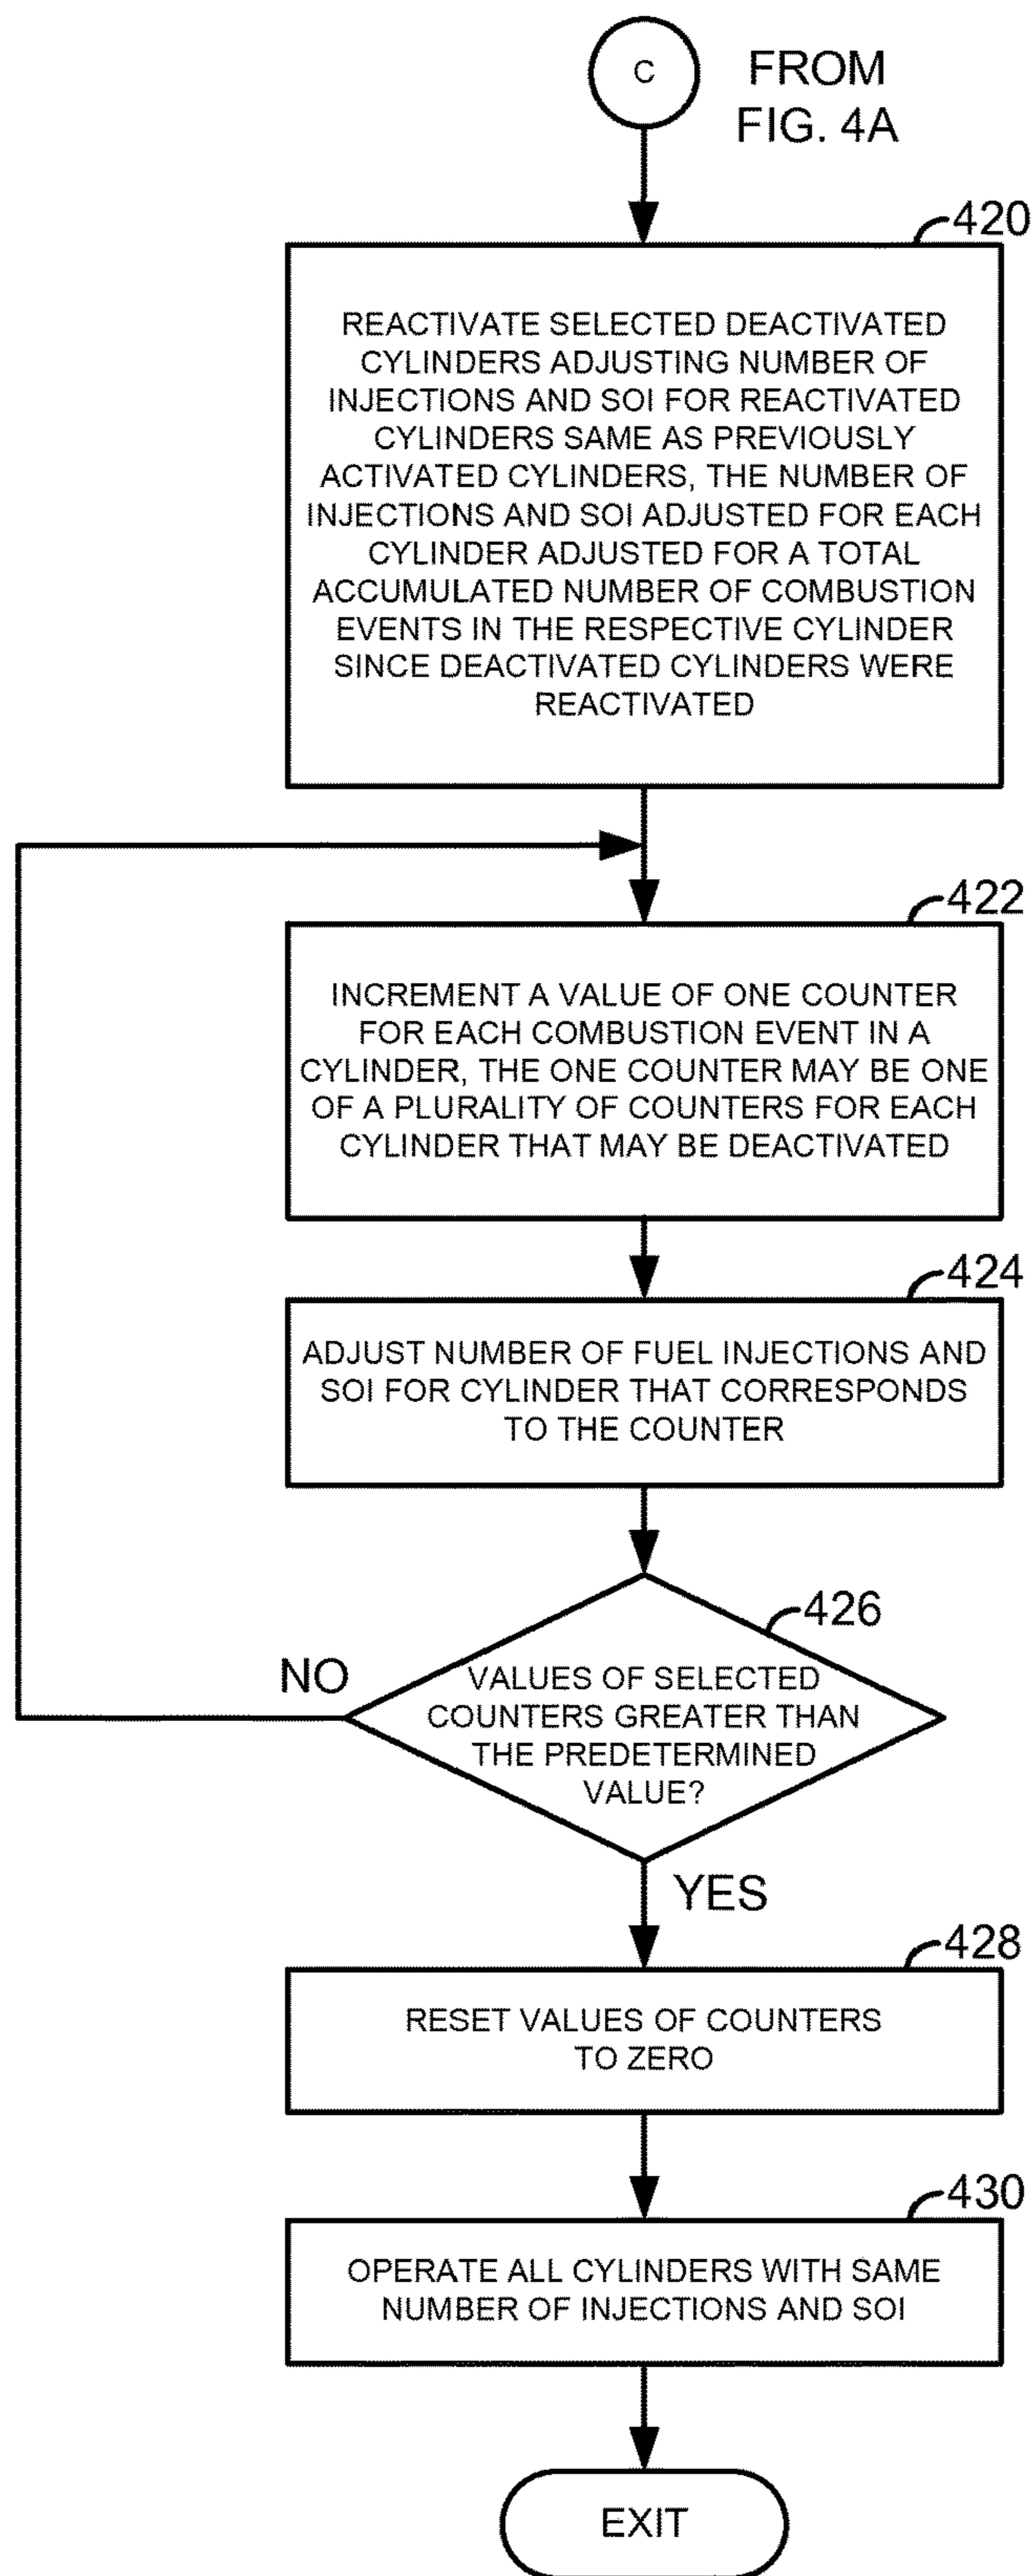 C
FROM
FIG. 4A
420
REACTIVATE SELECTED DEACTIVATED
CYLINDERS ADJUSTING NUMBER OF
INJECTIONS AND SOI FOR REACTIVATED
CYLINDERS SAME AS PREVIOUSLY
ACTIVATED CYLINDERS, THE NUMBER OF
INJECTIONS AND SOI ADJUSTED FOR EACH
CYLINDER ADJUSTED FOR A TOTAL
ACCUMULATED NUMBER OF COMBUSTION
EVENTS IN THE RESPECTIVE CYLINDER
SINCE DEACTIVATED CYLINDERS WERE
REACTIVATED
422
INCREMENT A VALUE OF ONE COUNTER
FOR EACH COMBUSTION EVENT IN A
CYLINDER, THE ONE COUNTER MAY BE ONE
OF A PLURALITY OF COUNTERS FOR EACH
CYLINDER THAT MAY BE DEACTIVATED
424
ADJUST NUMBER OF FUEL INJECTIONS AND
SOI FOR CYLINDER THAT CORRESPONDS
TO THE COUNTER
426
NO
VALUES OF SELECTED
COUNTERS GREATER THAN
THE PREDETERMINED
VALUE?
YES
428
RESET VALUES OF COUNTERS
TO ZERO
430
OPERATE ALL CYLINDERS WITH SAME
NUMBER OF INJECTIONS AND SOI
EXIT